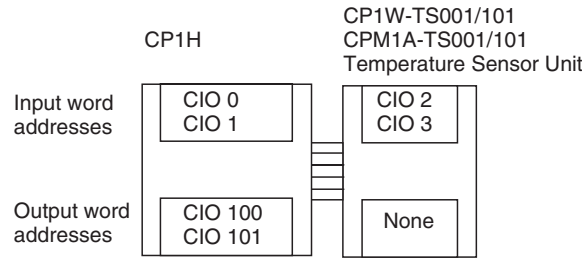 CP1W-TS001/101
CPM1A-TS001/101
Temperature Sensor Unit
CP1H
Input word
addresses
CIO 0
CIO 1
CIO 2
CIO 3
Output word
addresses
CIO 100
CIO 101
None